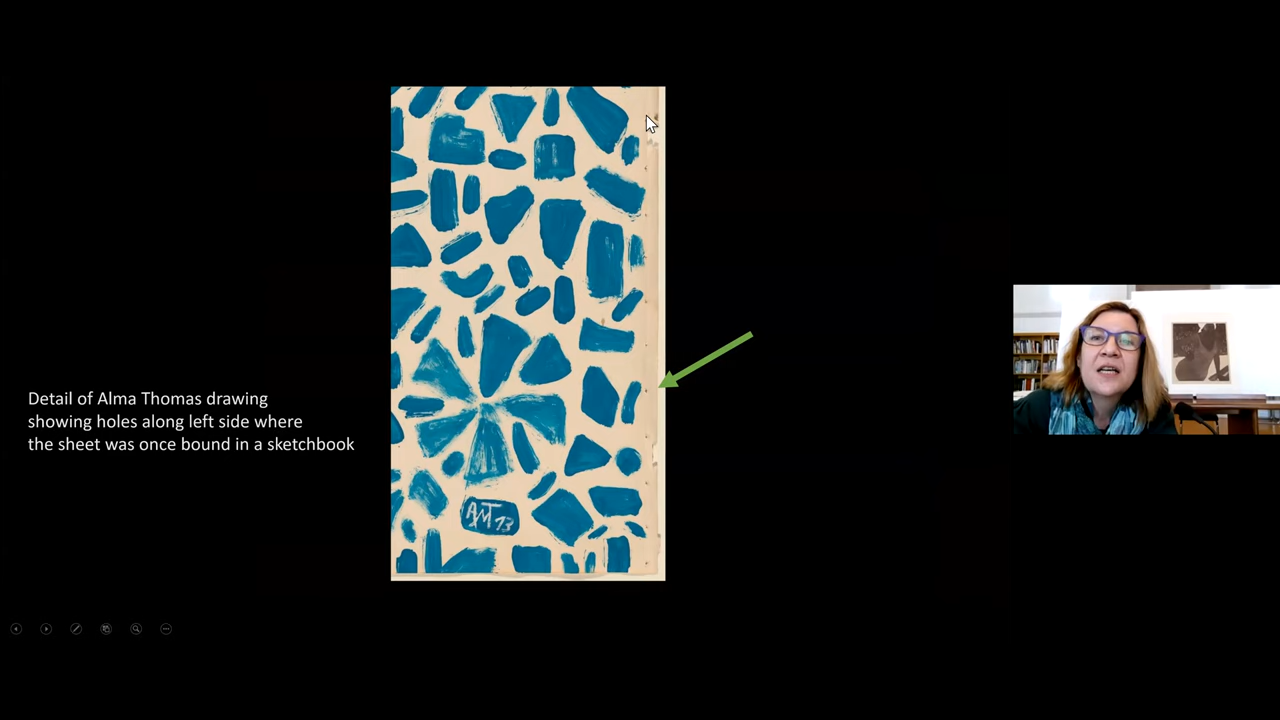 Detail of Alma Thomas drawing
showing holes along left side where
the sheet was once bound in a sketchbook
AMT 73